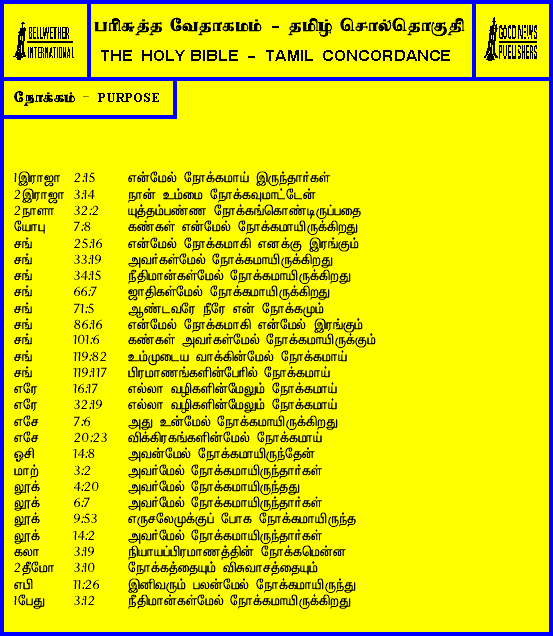 BELLWETHER
INTERNATIONAL
பரிசுத்த வேதாகமம் - தமிழ் சொல்தொகுதி
THE HOLY BIBLE - TAMIL CONCORDANCE
GOOD NEWS
PUBLISHERS
நோக்கம் - PURPOSE
1இராஜா 2:15 என்மேல் நோக்கமாய் இருந்தார்கள்
2இராஜா 3:14 நான் உம்மை நோக்கவுமாட்டேன்
2நாளா 32:2 யுத்தம்பண்ண நோக்கங்கொண்டிருப்பதை
யோபு 7:8 கண்கள் என்மேல் நோக்கமாயிருக்கிறது
சங் 25:16 என்மேல் நோக்கமாகி எனக்கு இரங்கும்
சங் 33:19 அவர்கள்மேல் நோக்கமாயிருக்கிறது
சங் 34:15 நீதிமான்கள்மேல் நோக்கமாயிருக்கிறது
சங் 66:7 ஜாதிகள்மேல் நோக்கமாயிருக்கிறது
சங் 71:5 ஆண்டவரே நீரே என் நோக்கமும்
சங் 86:16 என்மேல் நோக்கமாகி என்மேல் இரங்கும்
சங் 101:6 கண்கள் அவர்கள்மேல் நோக்கமாயிருக்கும்
சங் 119:82 உம்முடைய வாக்கின்மேல் நோக்கமாய்
சங் 119:117 பிரமாணங்களின்பேரில் நோக்கமாய்
எரே 16:17 எல்லா வழிகளின்மேலும் நோக்கமாய்
எரே 32:19 எல்லா வழிகளின்மேலும் நோக்கமாய்
எசே 7:6 அது உன்மேல் நோக்கமாயிருக்கிறது
எசே 20:23 விக்கிரகங்களின்மேல் நோக்கமாய்
ஓசி 14:8 அவன்மேல் நோக்கமாயிருந்தேன்
மாற் 3:2 அவர்மேல் நோக்கமாயிருந்தார்கள்
லூக் 4:20 அவர்மேல் நோக்கமாயிருந்தது
லூக் 6:7 அவர்மேல் நோக்கமாயிருந்தார்கள்
லூக் 9:53 எருசலேமுக்குப் போக நோக்கமாயிருந்த
லூக் 14:2 அவர்மேல் நோக்கமாயிருந்தார்கள்
கலா 3:19 நியாயப்பிரமாணத்தின் நோக்கமென்ன
2தீமோ 3:10 நோக்கத்தையும் விசுவாசத்தையும்
எபி 11:26 இனிவரும் பலன்மேல் நோக்கமாயிருந்து
1பேது 3:12 நீதிமான்கள்மேல் நோக்கமாயிருக்கிறது